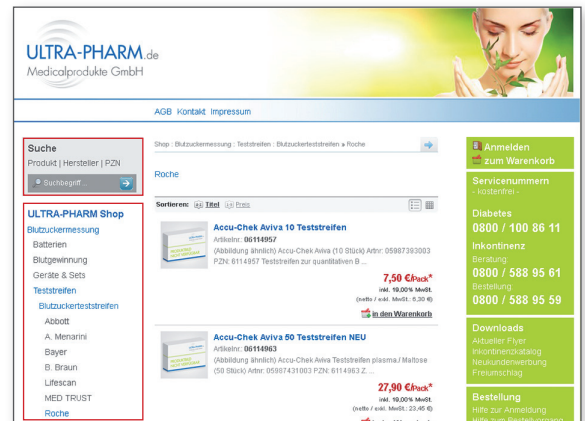 ULTRA-PHARM.de
Medicalprodukte GmbH
AGB Kontakt Impressum
Suche
Produkt | Hersteller | PZN
Suchbegriff ...
ULTRA-PHARM Shop
Blutzuckermessung
Batterien
Blutgewinnung
Geräte & Sets
Teststreifen
Blutzuckerteststreifen
Abbott
A. Menarini
Bayer
B. Braun
Lifescan
MED TRUST
Roche
Shop : Blutzuckermessung : Teststreifen : Blutzuckerteststreifen » Roche
Roche
Sortieren: Titel Preis
Accu-Chek Aviva 10 Teststreifen
Artikelnr.: 06114957
(Abbildung ähnlich) Accu-Chek Aviva (10 Stück) Artnr: 05987393003
PZN: 6114957 Teststreifen zur quantitativen B ...
7,50 €/Pack*
inkl. 19,00% MwSt.
(netto / exkl. MwSt.: 6,30 €)
in den Warenkorb
Accu-Chek Aviva 50 Teststreifen NEU
Artikelnr.: 06114963
(Abbildung ähnlich) Accu-Chek Aviva Teststreifen plasma / Maltose
(50 Stück) Artnr: 05987431003 PZN: 6114963 Z ...
27,90 €/Pack*
inkl. 19,00% MwSt.
(netto / exkl. MwSt.: 23,45 €)
Anmelden
zum Warenkorb
Servicenummern
- kostenfrei -
Diabetes
0800 / 100 86 11
Inkontinenz
Beratung:
0800 / 588 95 61
Bestellung:
0800 / 588 95 59
Downloads
Aktueller Flyer
Inkontinenzkatalog
Neukundenwerbung
Freiumschlag
Bestellung
Hilfe zur Anmeldung